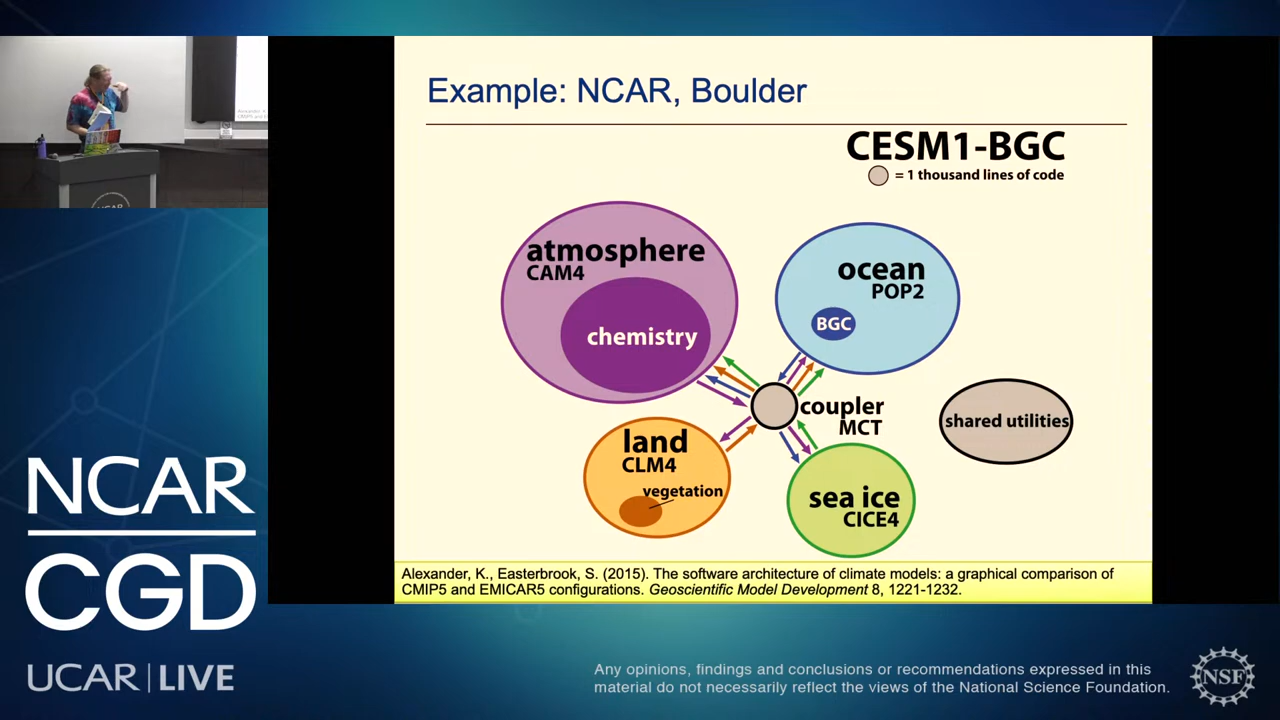 Example: NCAR, Boulder
CESM1-BGC
= 1 thousand lines of code
atmosphere
CAM4
chemistry
ocean
POP2
BGC
coupler
MCT
shared utilities
land
CLM4
vegetation
sea ice
CICE4
Alexander, K., Easterbrook, S. (2015). The software architecture of climate models: a graphical comparison of
CMIP5 and EMICAR5 configurations. Geoscientific Model Development 8, 1221-1232.
NCAR
CGD
UCAR | LIVE
Any opinions, findings and conclusions or recommendations expressed in this
material do not necessarily reflect the views of the National Science Foundation.
NSF